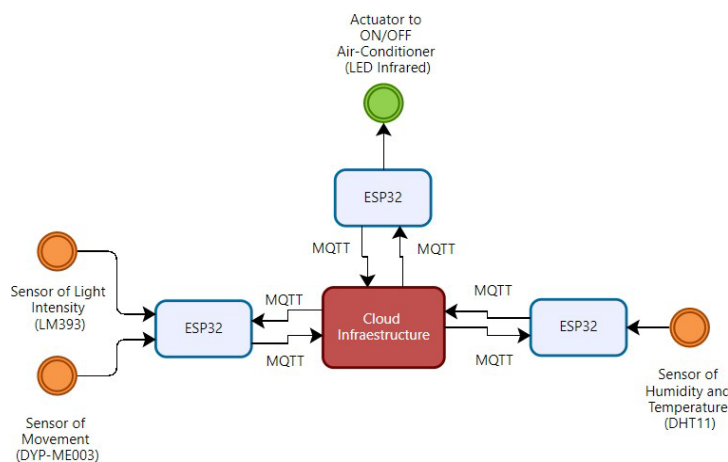 Actuator to
ON/OFF
Air-Conditioner
(LED Infrared)
ESP32
MQTT
MQTT
Sensor of Light
Intensity
(LM393)
MQTT
ESP32
MQTT
Cloud
Infraestructure
MQTT
ESP32
MQTT
Sensor of
Movement
(DYP-ME003)
Sensor of
Humidity and
Temperature
(DHT11)